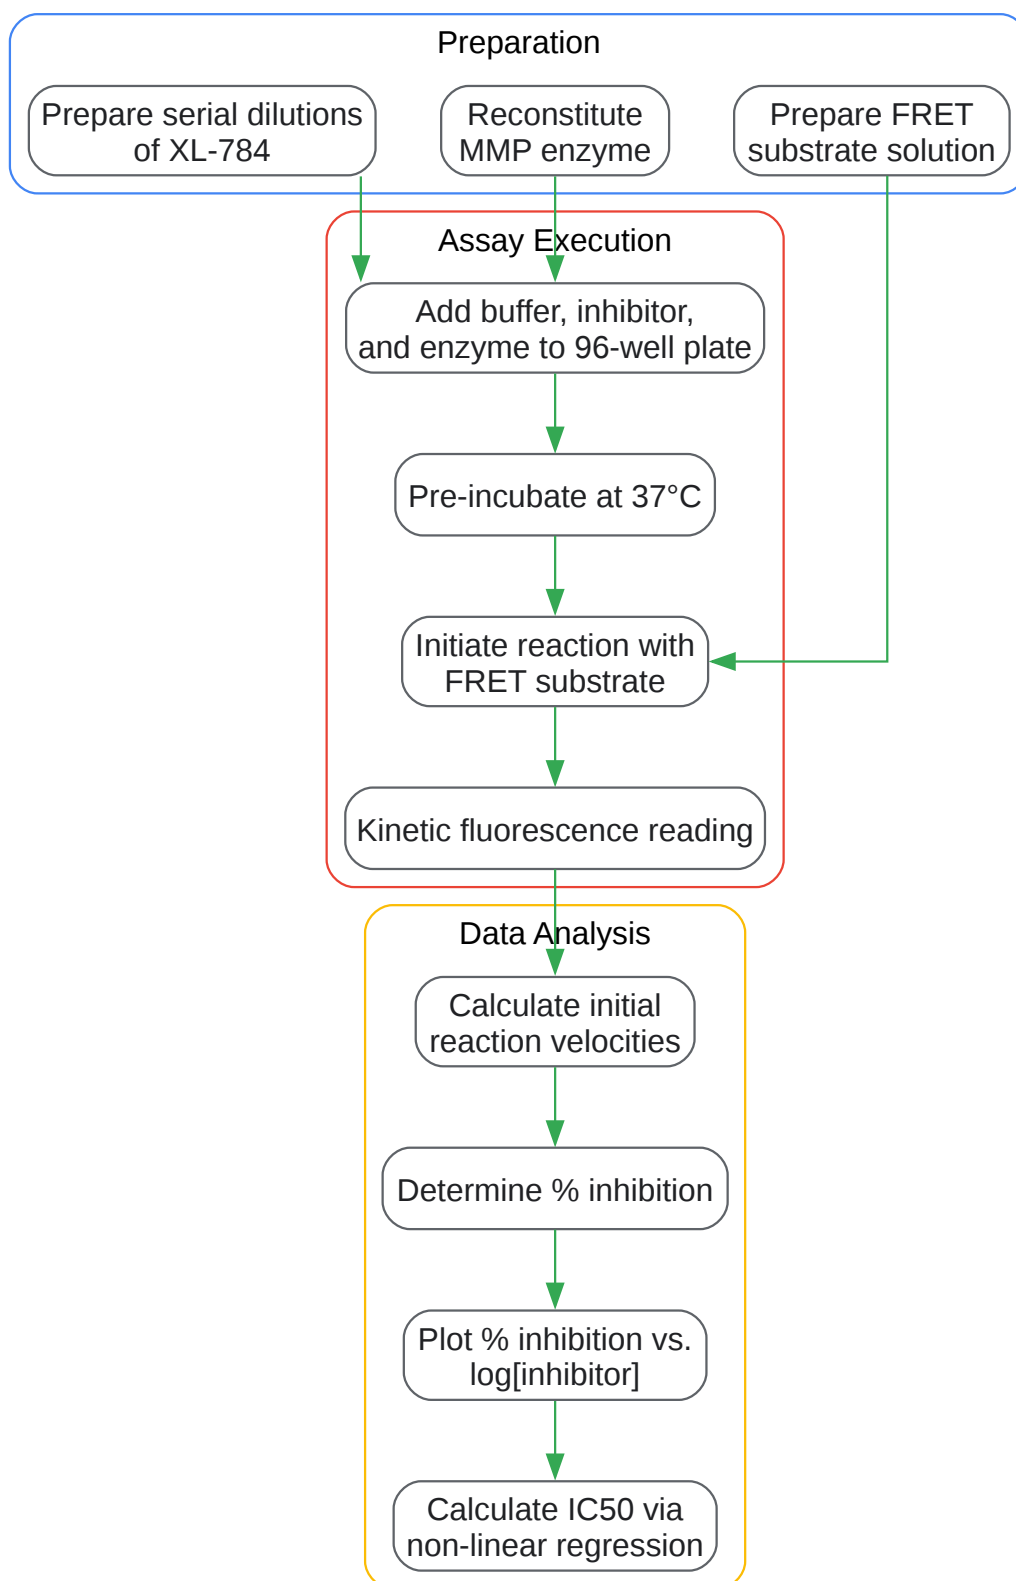 Preparation
Prepare serial dilutions
of XL-784
Reconstitute
MMP enzyme
Prepare FRET
substrate solution
Assay Execution
Add buffer, inhibitor,
and enzyme to 96-well plate
Pre-incubate at 37°C
Initiate reaction with
FRET substrate
Kinetic fluorescence reading
Data Analysis
Calculate initial
reaction velocities
Determine % inhibition
Plot % inhibition vs.
log[inhibitor]
Calculate IC50 via
non-linear regression